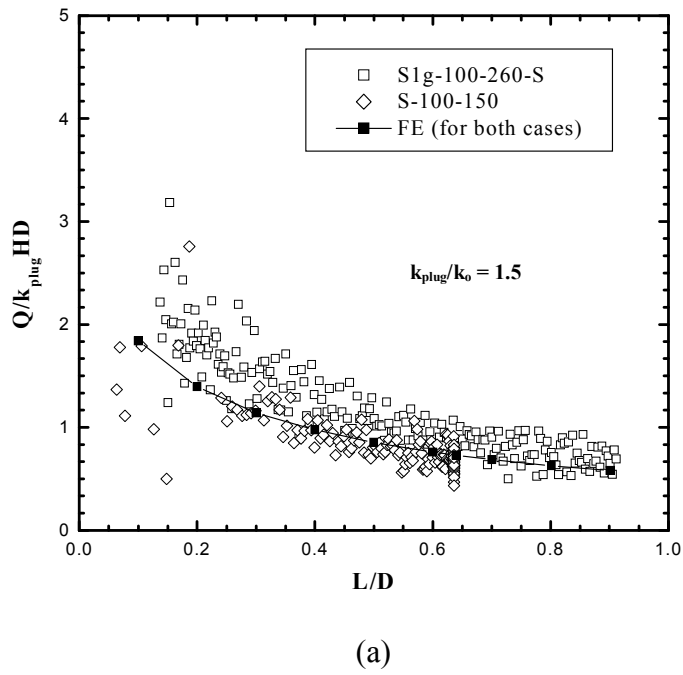 5
S1g-100-260-S
S-100-150
FE (for both cases)
4
3
k_plug/k_o = 1.5
Q/k_plug HD
2
1
0
0.0 0.2 0.4 0.6 0.8 1.0
L/D
(a)